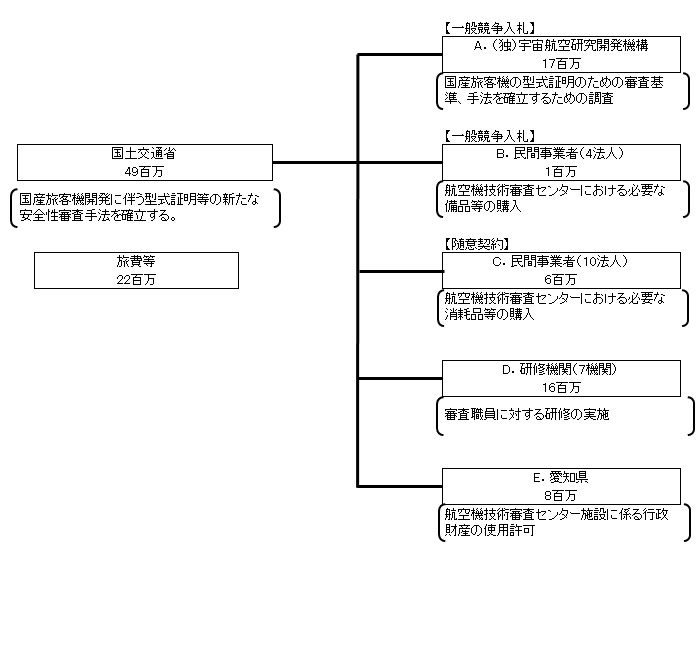 国土交通省
49百万
国産旅客機開発に伴う型式証明等の新たな
安全性審査手法を確立する。
旅費等
22百万
【一般競争入札】
A．（独）宇宙航空研究開発機構
17百万
国産旅客機の型式証明のための審査基
準、手法を確立するための調査
【一般競争入札】
B．民間事業者（4法人）
1百万
航空機技術審査センターにおける必要な
備品等の購入
【随意契約】
C．民間事業者（10法人）
6百万
航空機技術審査センターにおける必要な
消耗品等の購入
D．研修機関（7機関）
16百万
審査職員に対する研修の実施
E．愛知県
8百万
航空機技術審査センター施設に係る行政
財産の使用許可